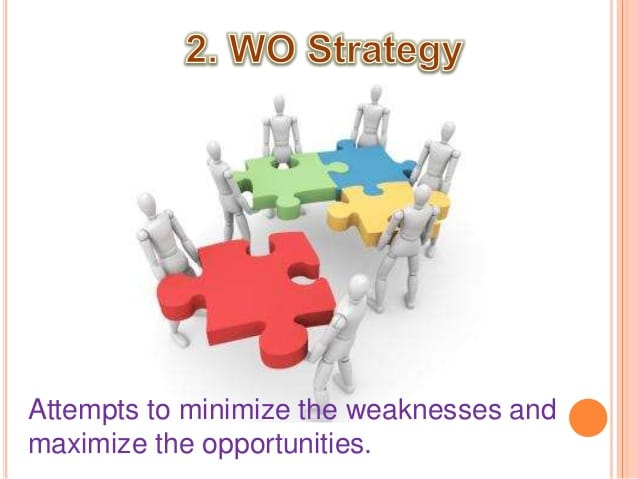 2. WO Strategy
Attempts to minimize the weaknesses and
maximize the opportunities.